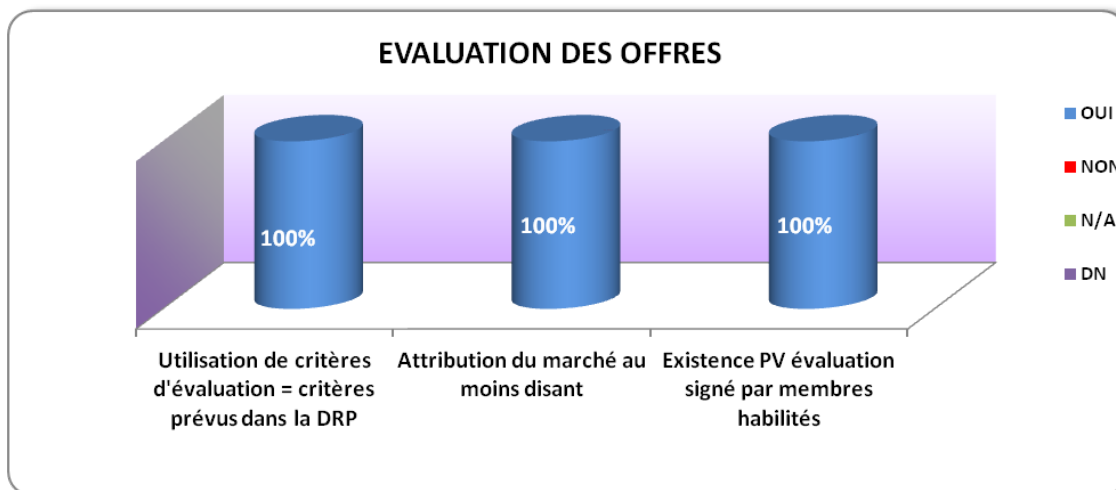 EVALUATION DES OFFRES
OUI
NON
N/A
DN
100%
100%
100%
Utilisation de critères
d'évaluation = critères
prévus dans la DRP
Attribution du marché au
moins disant
Existence PV évaluation
signé par membres
habilités